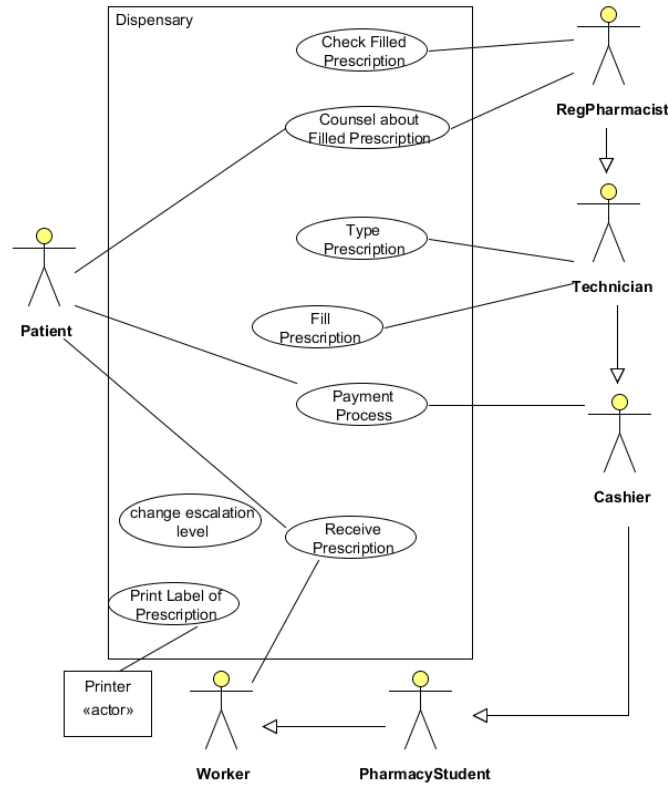 Dispensary
Check Filled
Prescription
RegPharmacist
Counsel about
Filled Prescription
Type
Prescription
Technician
Patient
Fill
Prescription
Payment
Process
Cashier
change escalation
level
Receive
Prescription
Print Label of
Prescription
Printer
«actor»
Worker
PharmacyStudent